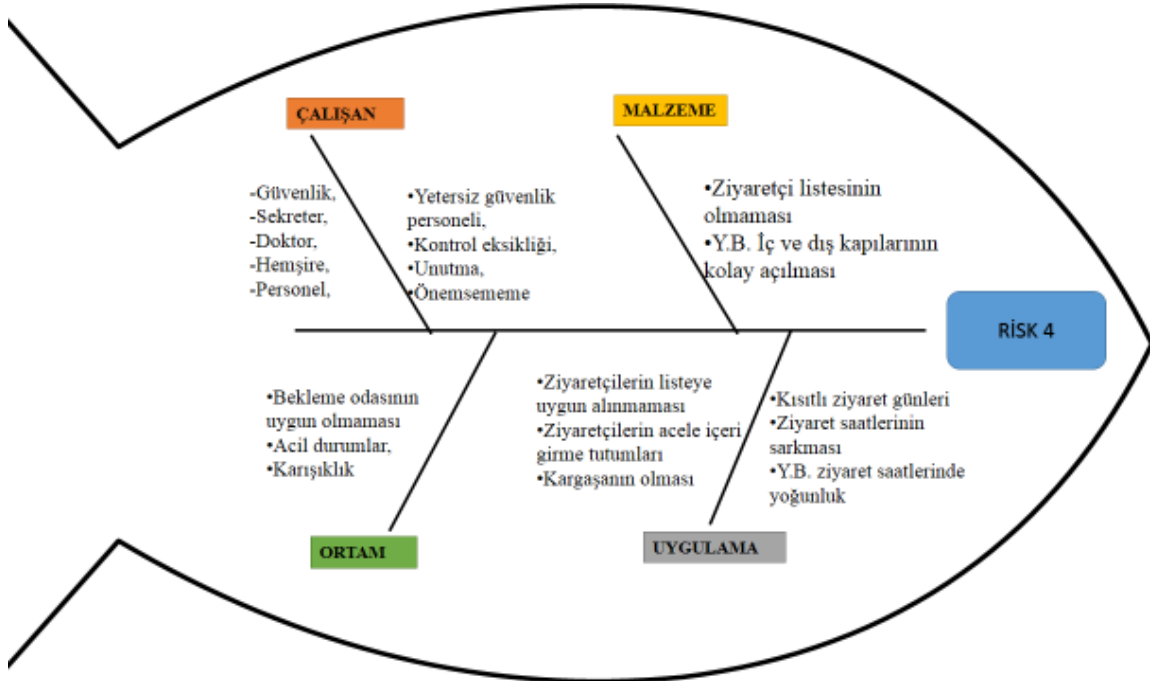 ÇALIŞAN
-Güvenlik,
-Sekreter,
-Doktor,
-Hemşire,
-Personel,
•Yetersiz güvenlik
personeli,
•Kontrol eksikliği,
•Unutma,
•Önemsememe
MALZEME
•Ziyaretçi listesinin
olmaması
•Y.B. İç ve dış kapılarının
kolay açılması
RİSK 4
•Bekleme odasının
uygun olmaması
•Acil durumlar,
•Karışıklık
ORTAM
•Ziyaretçilerin listeye
uygun alınmaması
•Ziyaretçilerin acele içeri
girme tutumları
•Kargaşanın olması
•Kısıtlı ziyaret günleri
•Ziyaret saatlerinin
sarkması
•Y.B. ziyaret saatlerinde
yoğunluk
UYGULAMA